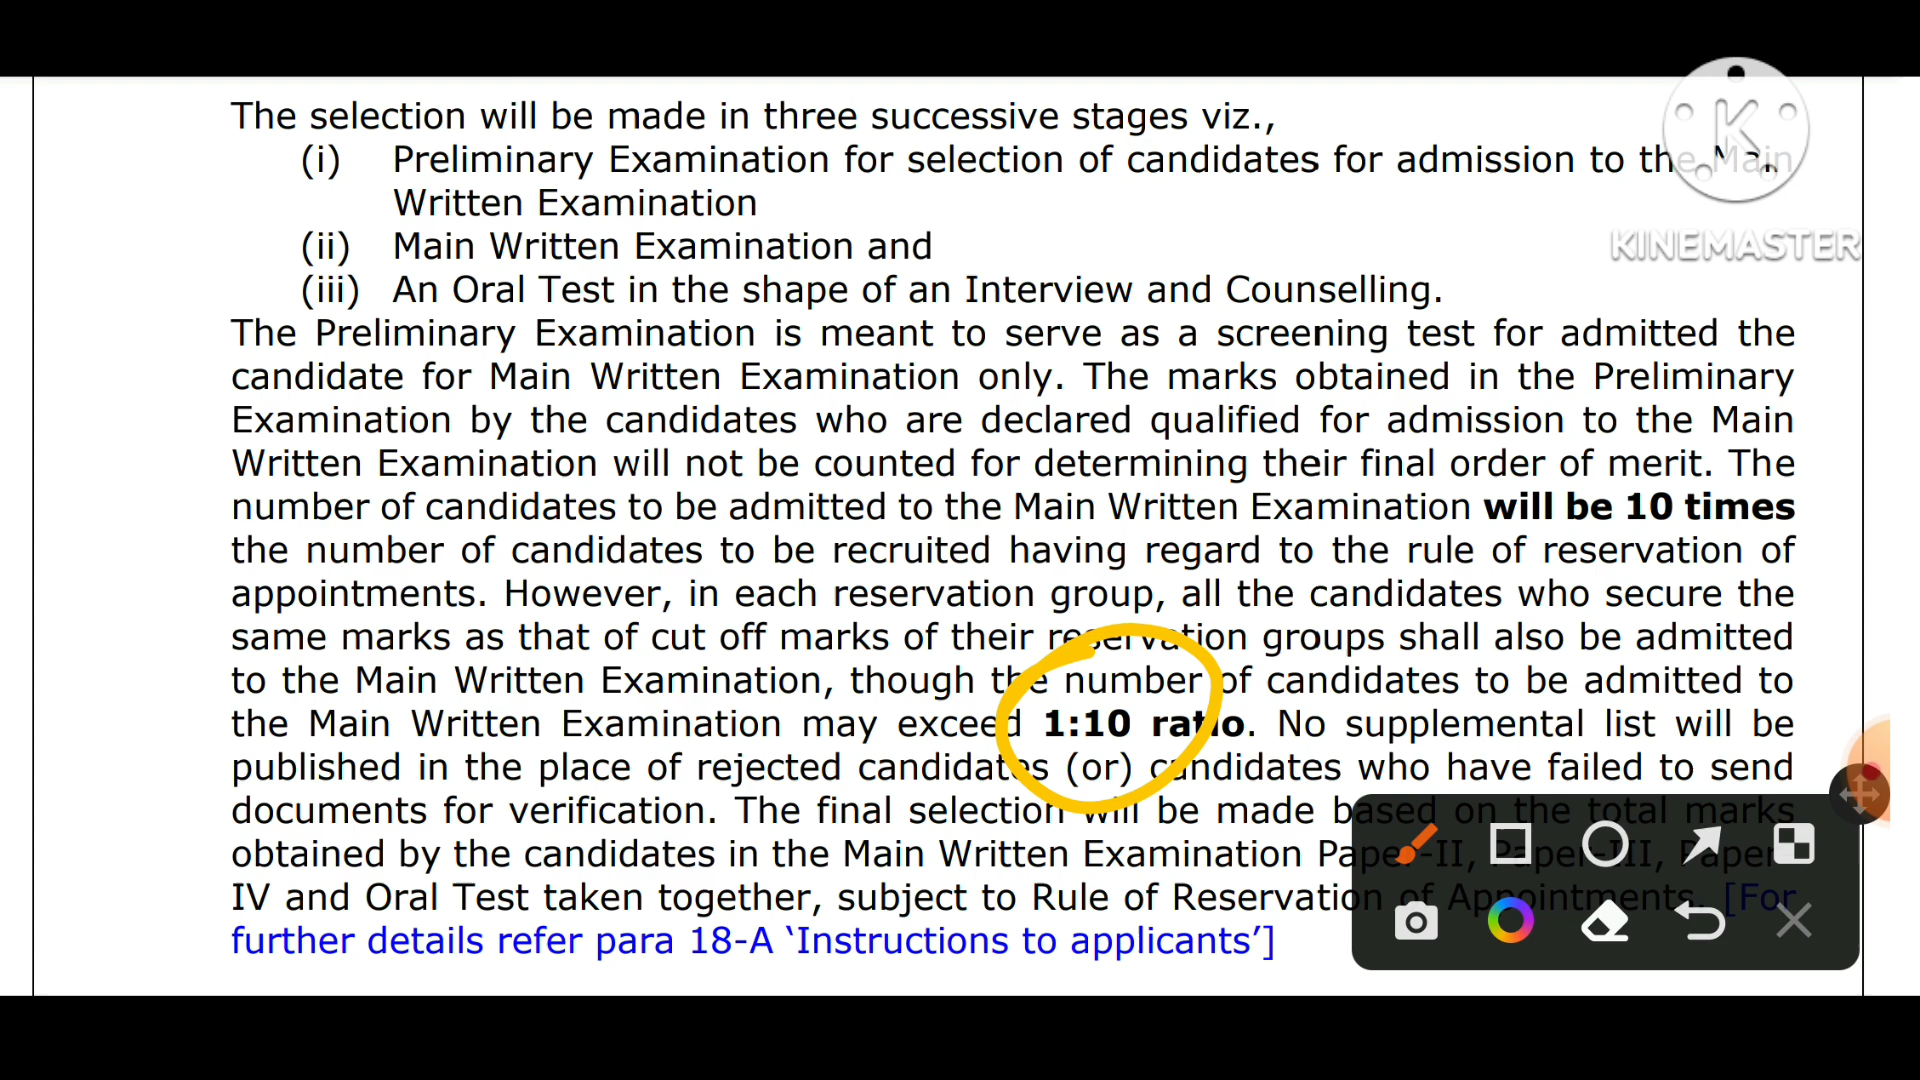 The selection will be made in three successive stages viz.,
(i) Preliminary Examination for selection of candidates for admission to the Main
Written Examination
(ii) Main Written Examination and
(iii) An Oral Test in the shape of an Interview and Counselling.
The Preliminary Examination is meant to serve as a screening test for admitted the
candidate for Main Written Examination only. The marks obtained in the Preliminary
Examination by the candidates who are declared qualified for admission to the Main
Written Examination will not be counted for determining their final order of merit. The
number of candidates to be admitted to the Main Written Examination will be 10 times
the number of candidates to be recruited having regard to the rule of reservation of
appointments. However, in each reservation group, all the candidates who secure the
same marks as that of cut off marks of their reservation groups shall also be admitted
to the Main Written Examination, though the number of candidates to be admitted to
the Main Written Examination may exceed 1:10 ratio. No supplemental list will be
published in the place of rejected candidates (or) candidates who have failed to send
documents for verification. The final selection will be made based on the total marks
obtained by the candidates in the Main Written Examination Paper-II, Paper-III, Paper-
IV and Oral Test taken together, subject to Rule of Reservation of Appointments. [For
further details refer para 18-A ‘Instructions to applicants’]
K
KINEMASTER